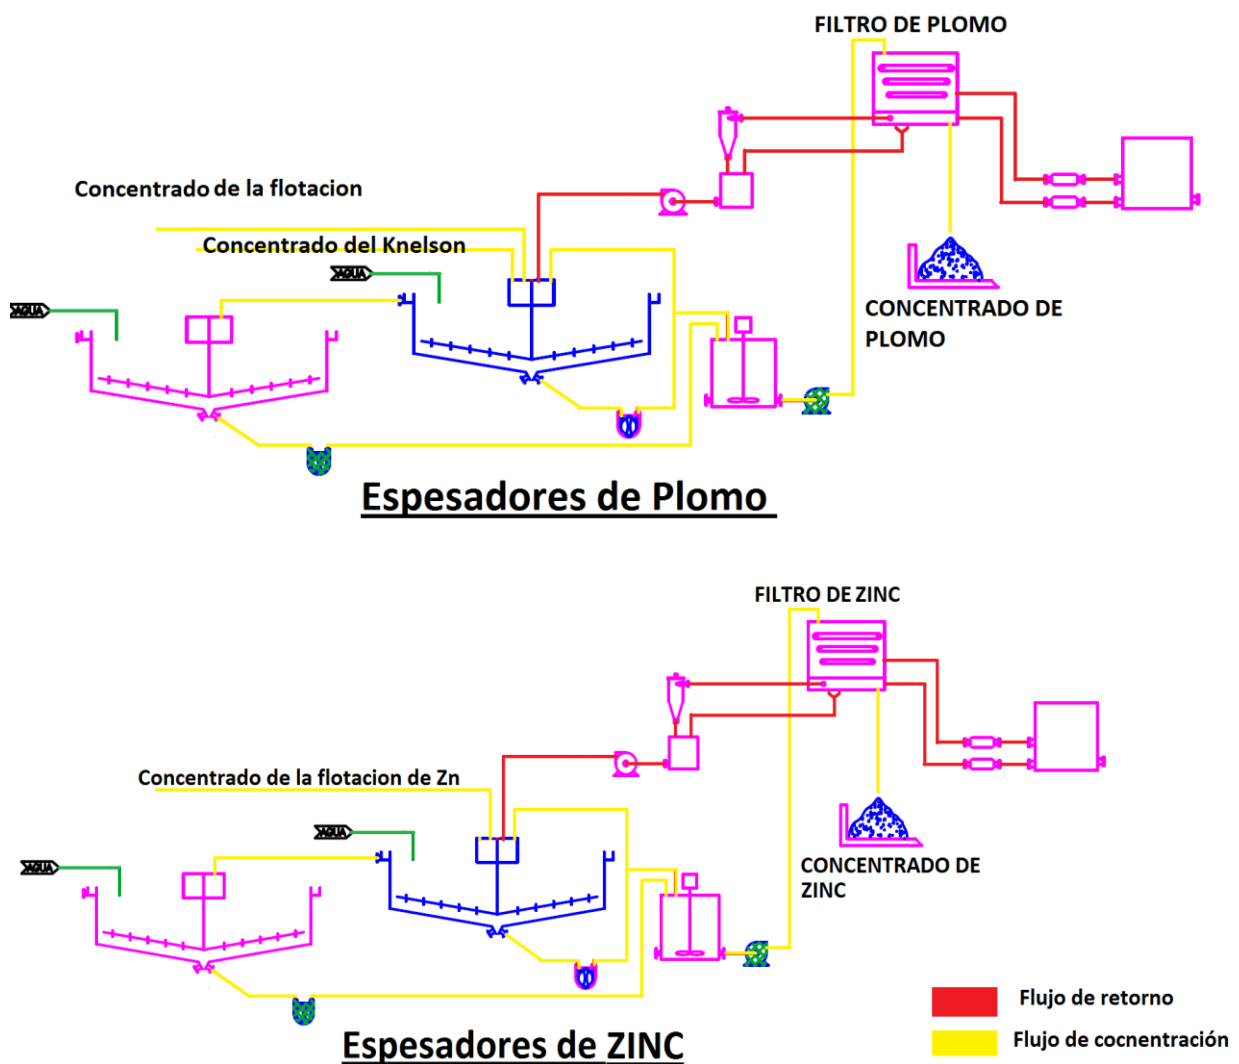 FILTRO DE PLOMO
Concentrado de la flotacion
Concentrado del Knelson
AGUA
AGUA
CONCENTRADO DE
PLOMO
Espesadores de Plomo
FILTRO DE ZINC
Concentrado de la flotacion de Zn
AGUA
AGUA
CONCENTRADO DE
ZINC
Flujo de retorno
Flujo de cocnentración
Espesadores de ZINC